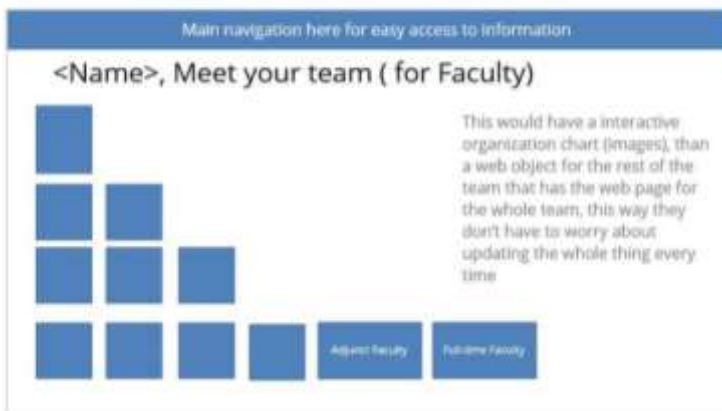 Main navigation here for easy access to information
<Name>, Meet your team ( for Faculty)
This would have a interactive
organization chart (images), than
a web object for the rest of the
team that has the web page for
the whole team, this way they
don't have to worry about
updating the whole thing every
time
Adjunct Faculty
Full-time Faculty